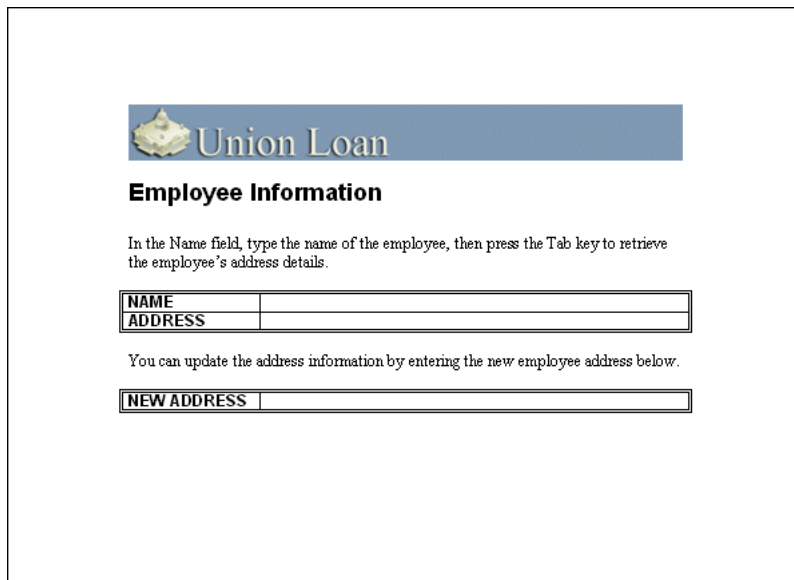 Union Loan
Employee Information
In the Name field, type the name of the employee, then press the Tab key to retrieve
the employee’s address details.
NAME
ADDRESS
You can update the address information by entering the new employee address below.
NEW ADDRESS